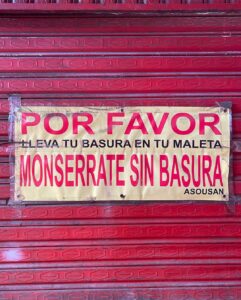 POR FAVOR
LLEVA TU BASURA EN TU MALETA
MONSERRATE SIN BASURA
ASOUSAN